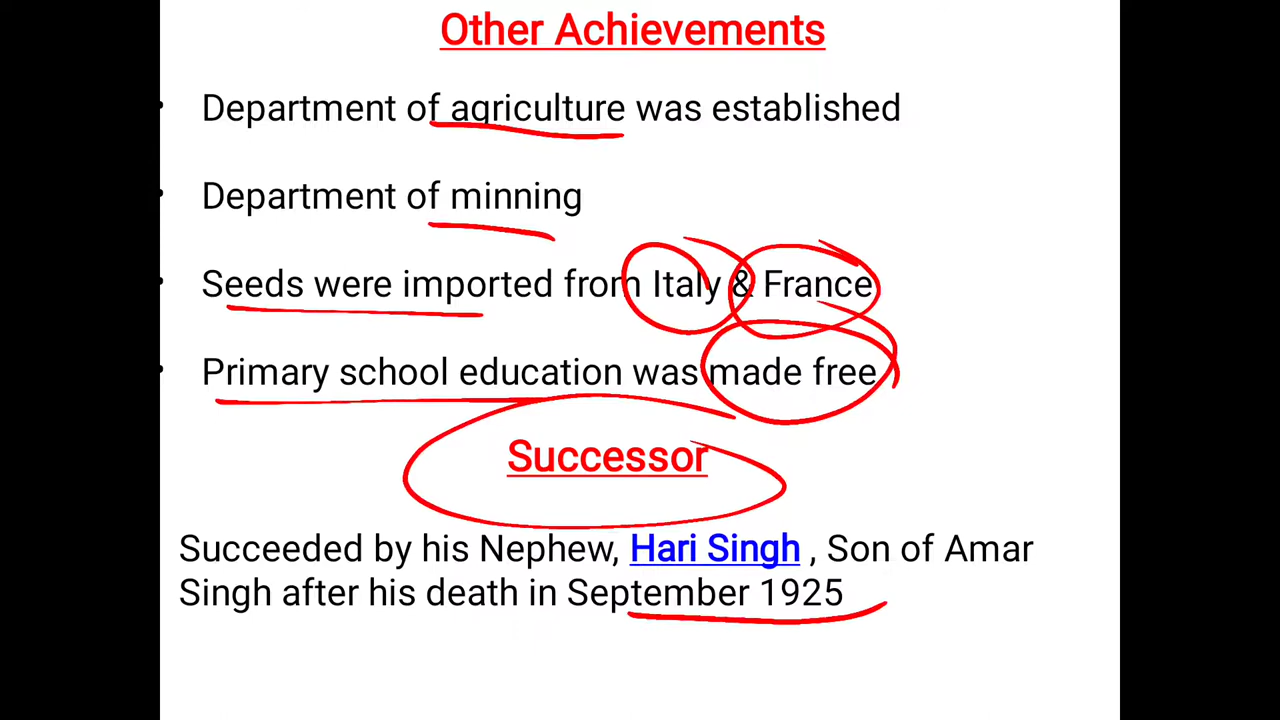 Other Achievements
• Department of agriculture was established
• Department of minning
• Seeds were imported from Italy & France
• Primary school education was made free
Successor
Succeeded by his Nephew, Hari Singh , Son of Amar
Singh after his death in September 1925